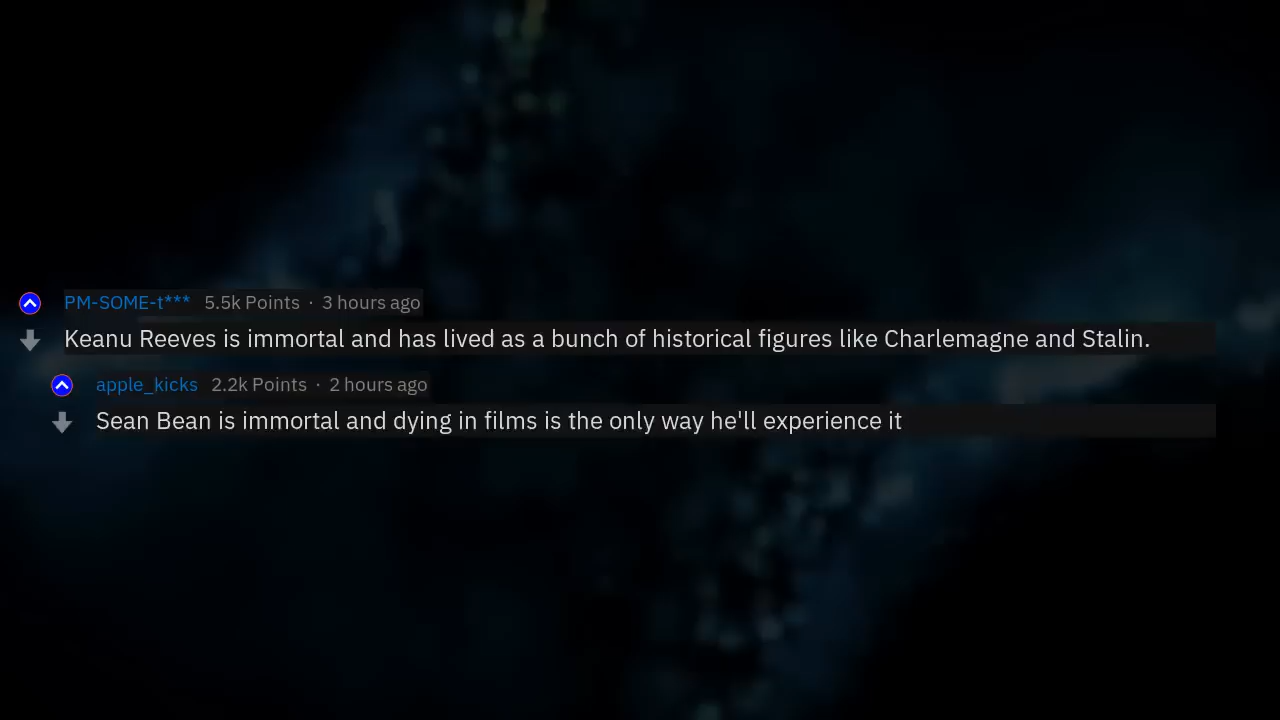 PM-SOME-t*** 5.5k Points · 3 hours ago
Keanu Reeves is immortal and has lived as a bunch of historical figures like Charlemagne and Stalin.
apple_kicks 2.2k Points · 2 hours ago
Sean Bean is immortal and dying in films is the only way he'll experience it